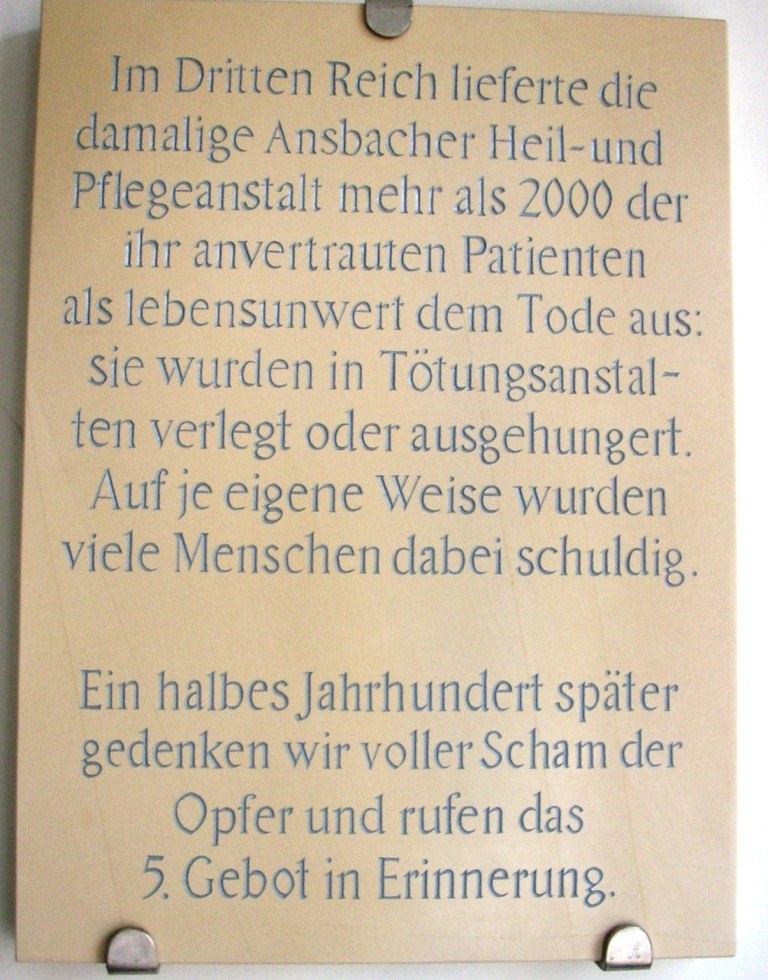 Im Dritten Reich lieferte die
damalige Ansbacher Heil-und
Pflegeanstalt mehr als 2000 der
ihr anvertrauten Patienten
als lebensunwert dem Tode aus:
sie wurden in Tötungsanstal-
ten verlegt oder ausgehungert.
Auf je eigene Weise wurden
viele Menschen dabei schuldig.
Ein halbes Jahrhundert später
gedenken wir voller Scham der
Opfer und rufen das
5. Gebot in Erinnerung.